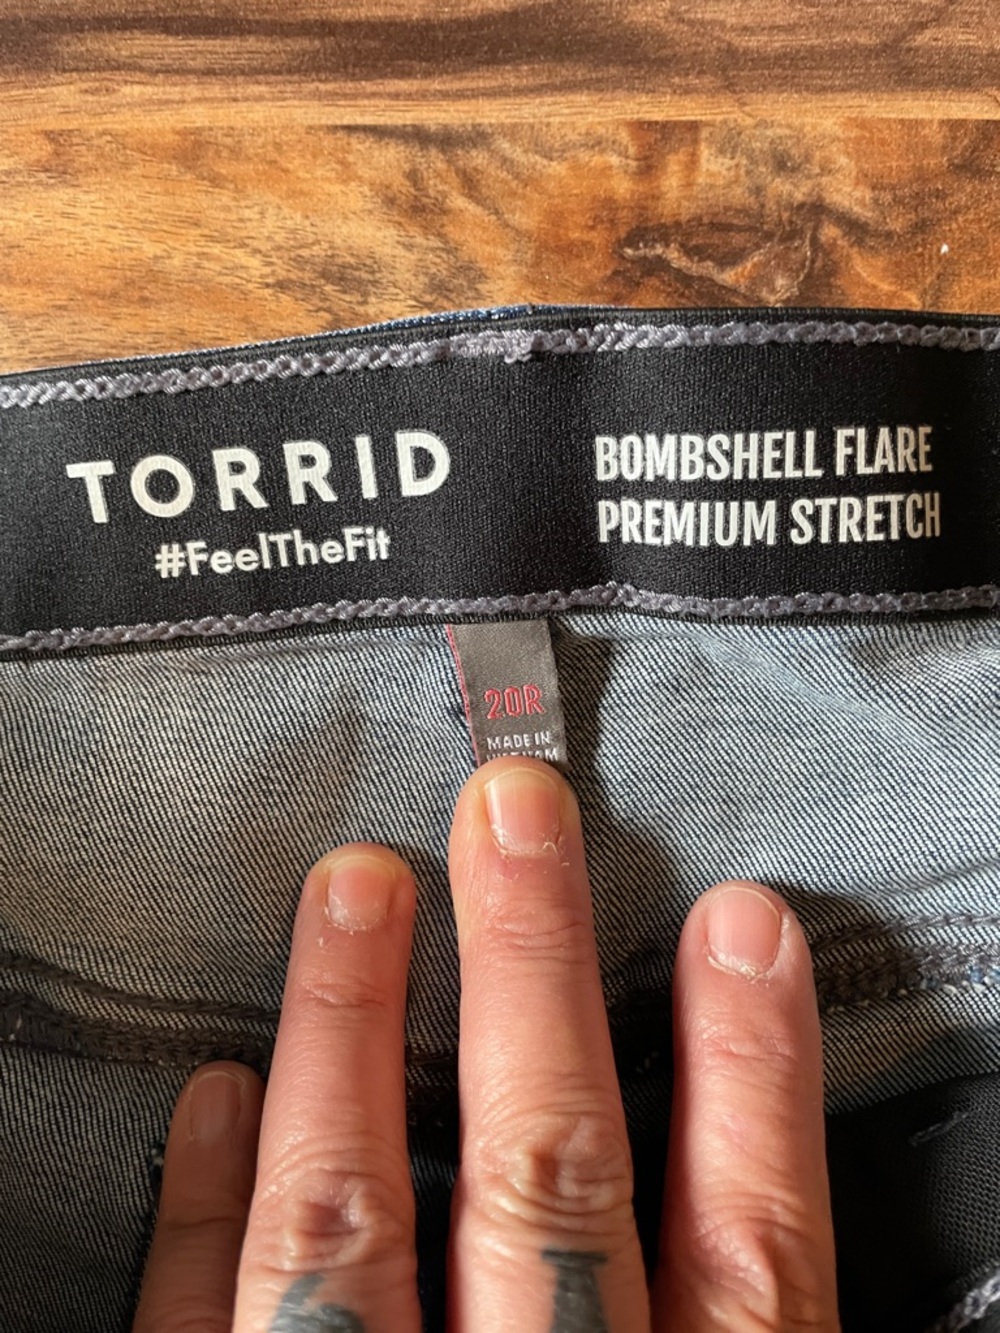 TORRID
#FeelTheFit
BOMBSHELL FLARE
PREMIUM STRETCH
20R
MADE IN